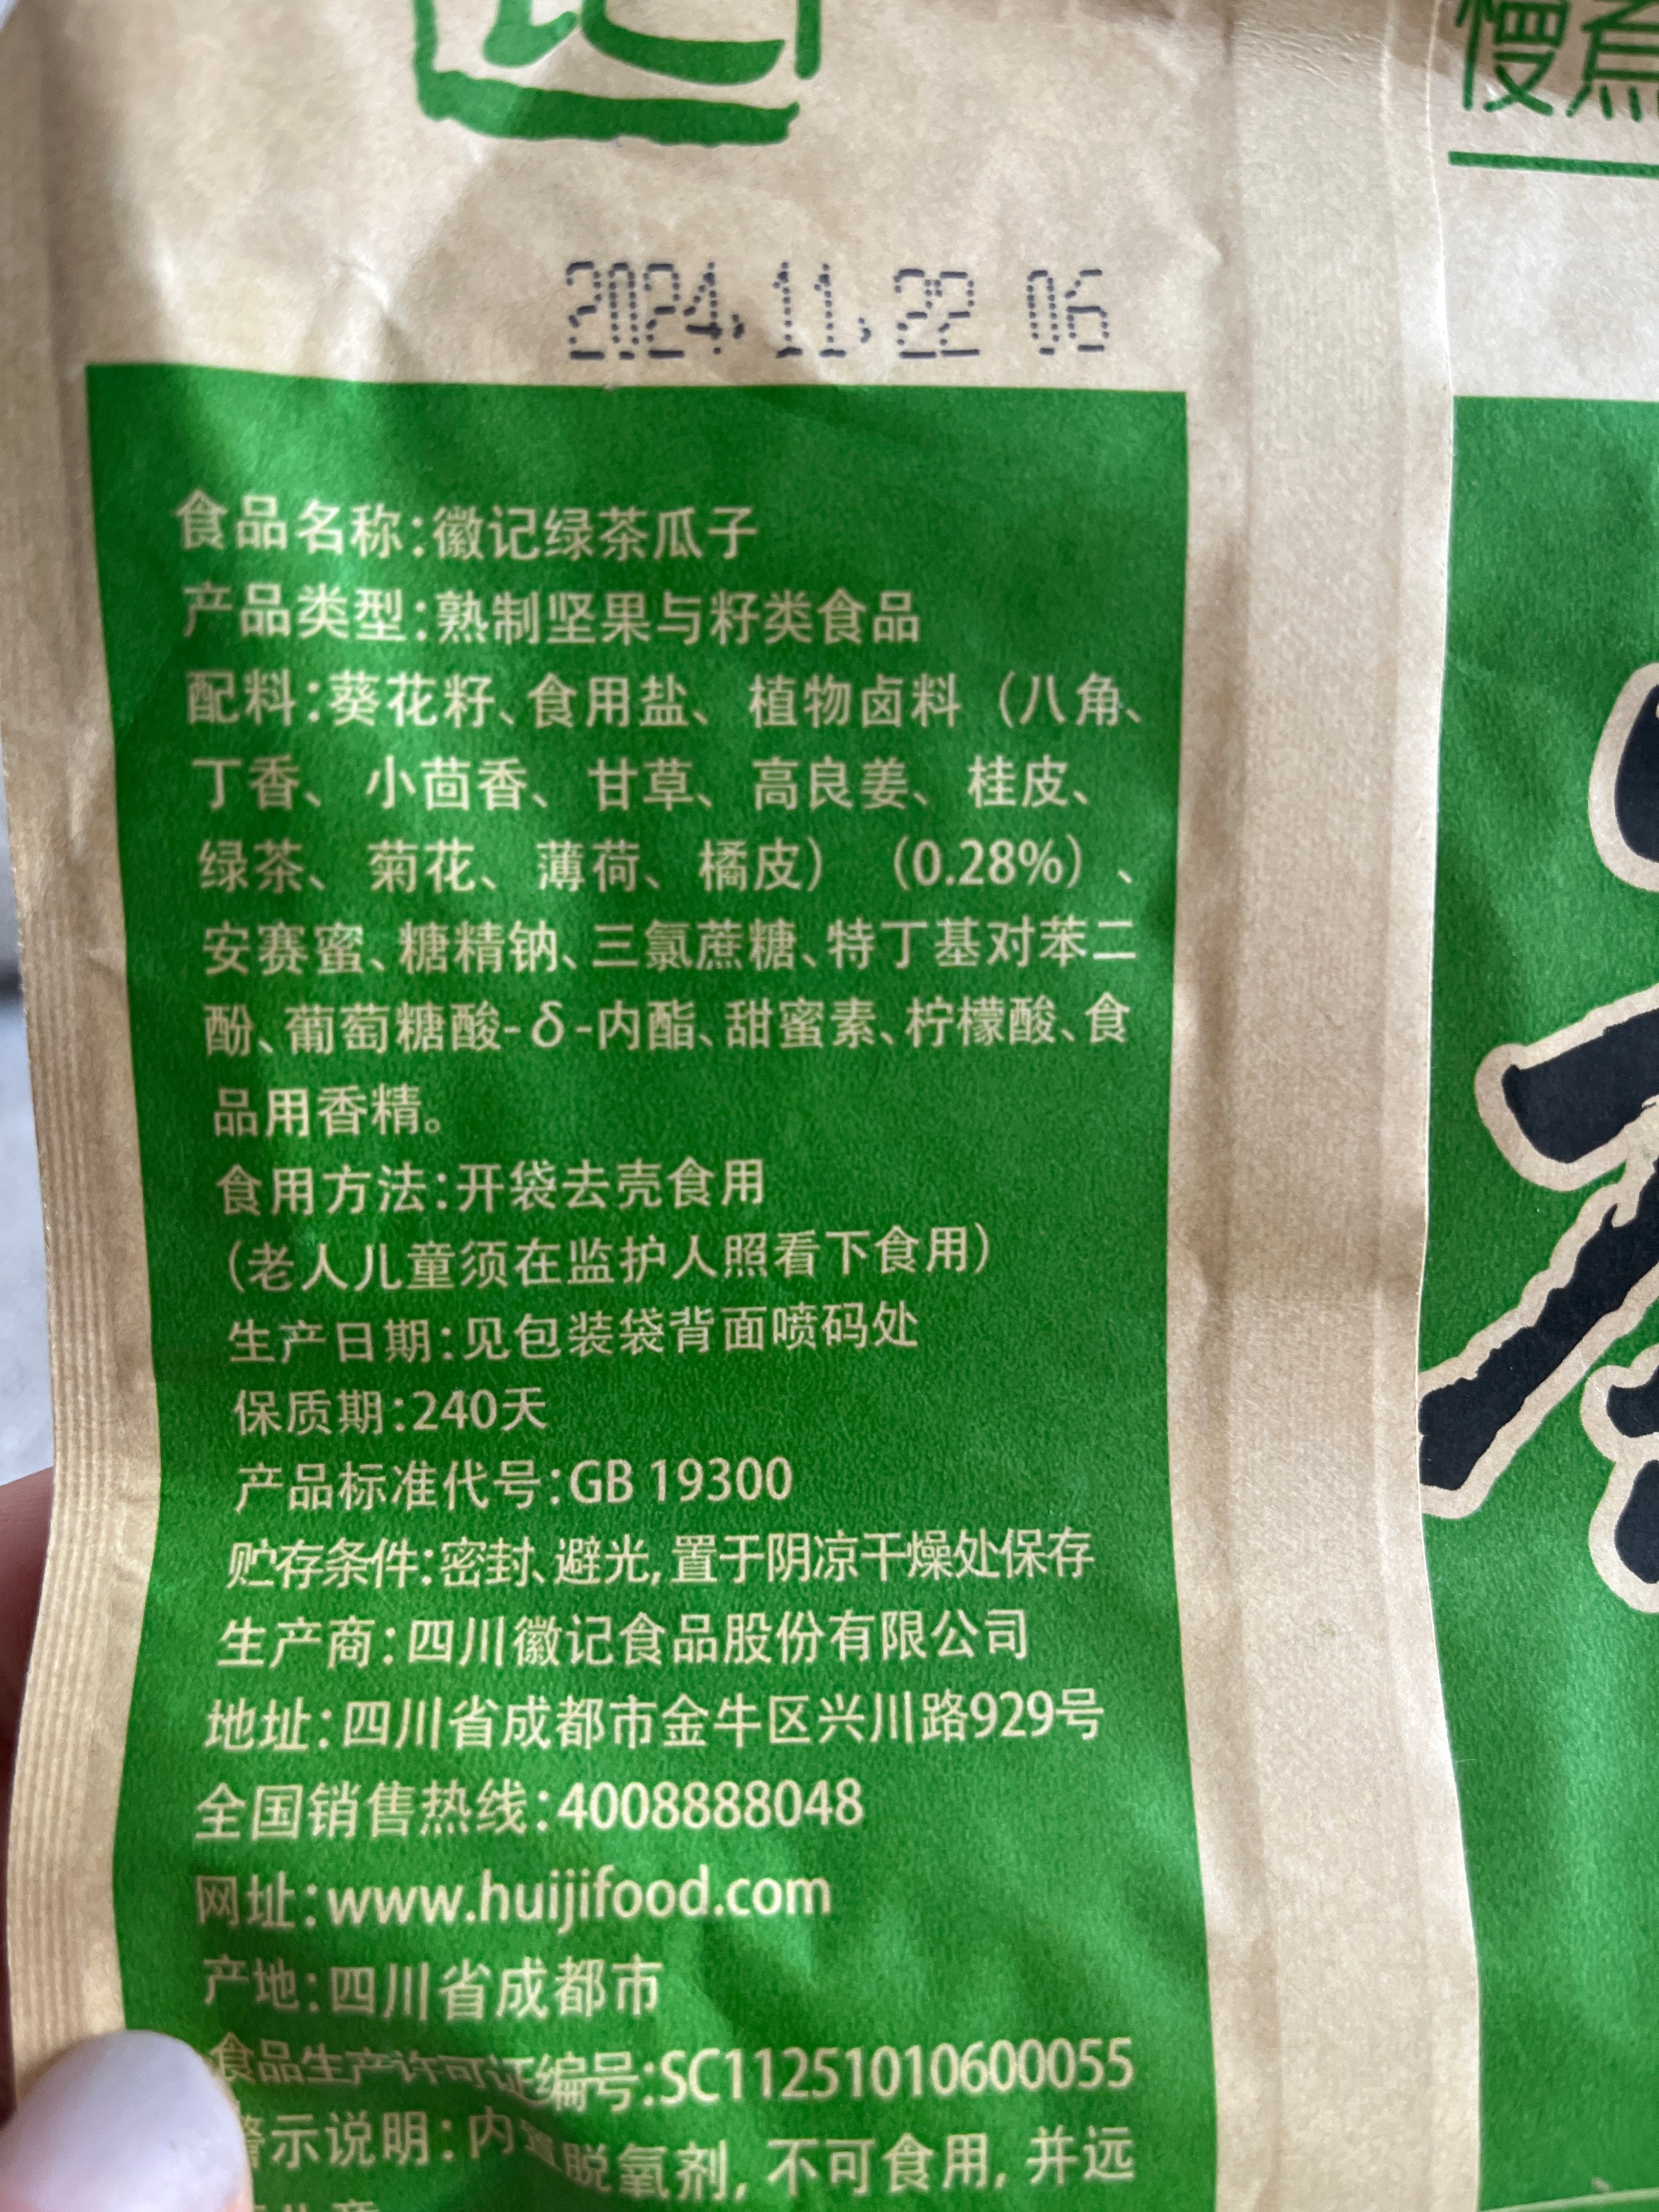 记
慢煮
2024.11.22 06
食品名称:徽记绿茶瓜子
产品类型:熟制坚果与籽类食品
配料:葵花籽、食用盐、植物卤料（八角、
丁香、小茴香、甘草、高良姜、桂皮、
绿茶、菊花、薄荷、橘皮）（0.28%）、
安赛蜜、糖精钠、三氯蔗糖、特丁基对苯二
酚、葡萄糖酸-δ-内酯、甜蜜素、柠檬酸、食
品用香精。
食用方法:开袋去壳食用
(老人儿童须在监护人照看下食用)
生产日期:见包装袋背面喷码处
保质期:240天
产品标准代号:GB 19300
贮存条件:密封、避光,置于阴凉干燥处保存
生产商:四川徽记食品股份有限公司
地址:四川省成都市金牛区兴川路929号
全国销售热线:4008888048
网址:www.huijifood.com
产地:四川省成都市
食品生产许可证编号:SC11251010600055
警示说明:内置脱氧剂,不可食用,并远